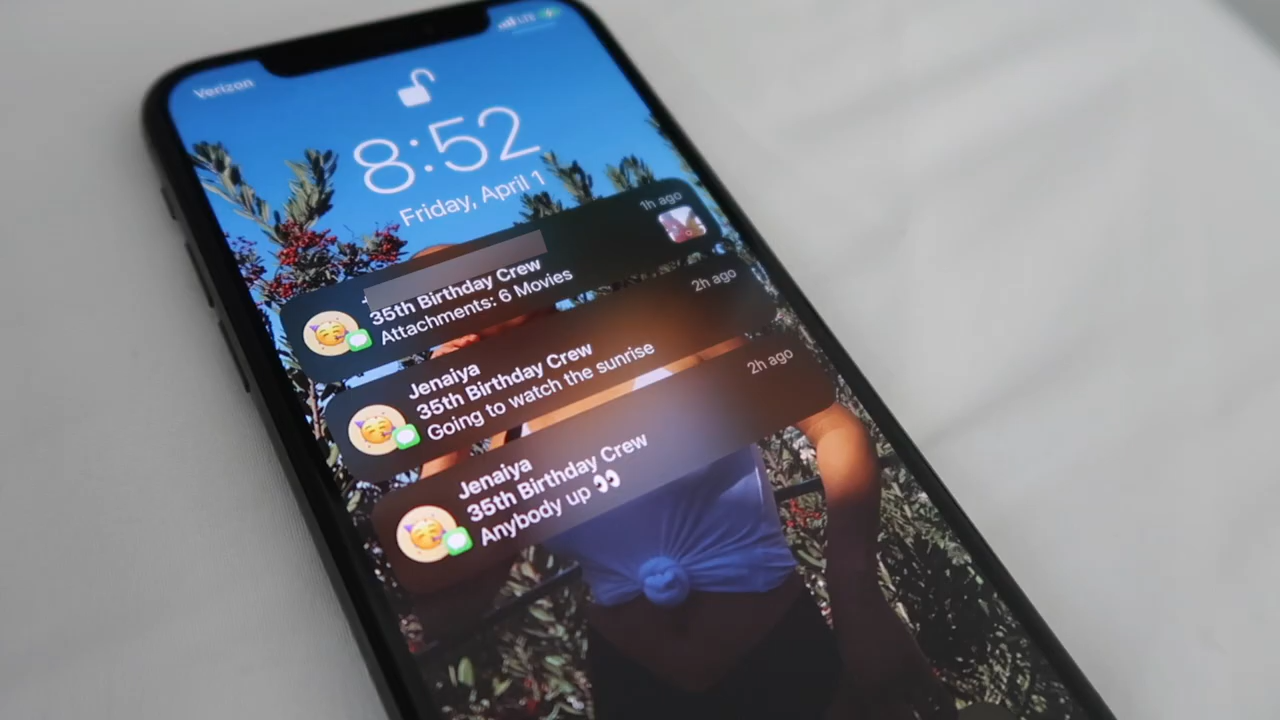 Verizon
LTE
8:52
Friday, April 1
1h ago
35th Birthday Crew
Attachments: 6 Movies
2h ago
Jenaiya
35th Birthday Crew
Going to watch the sunrise
2h ago
Jenaiya
35th Birthday Crew
Anybody up 👀